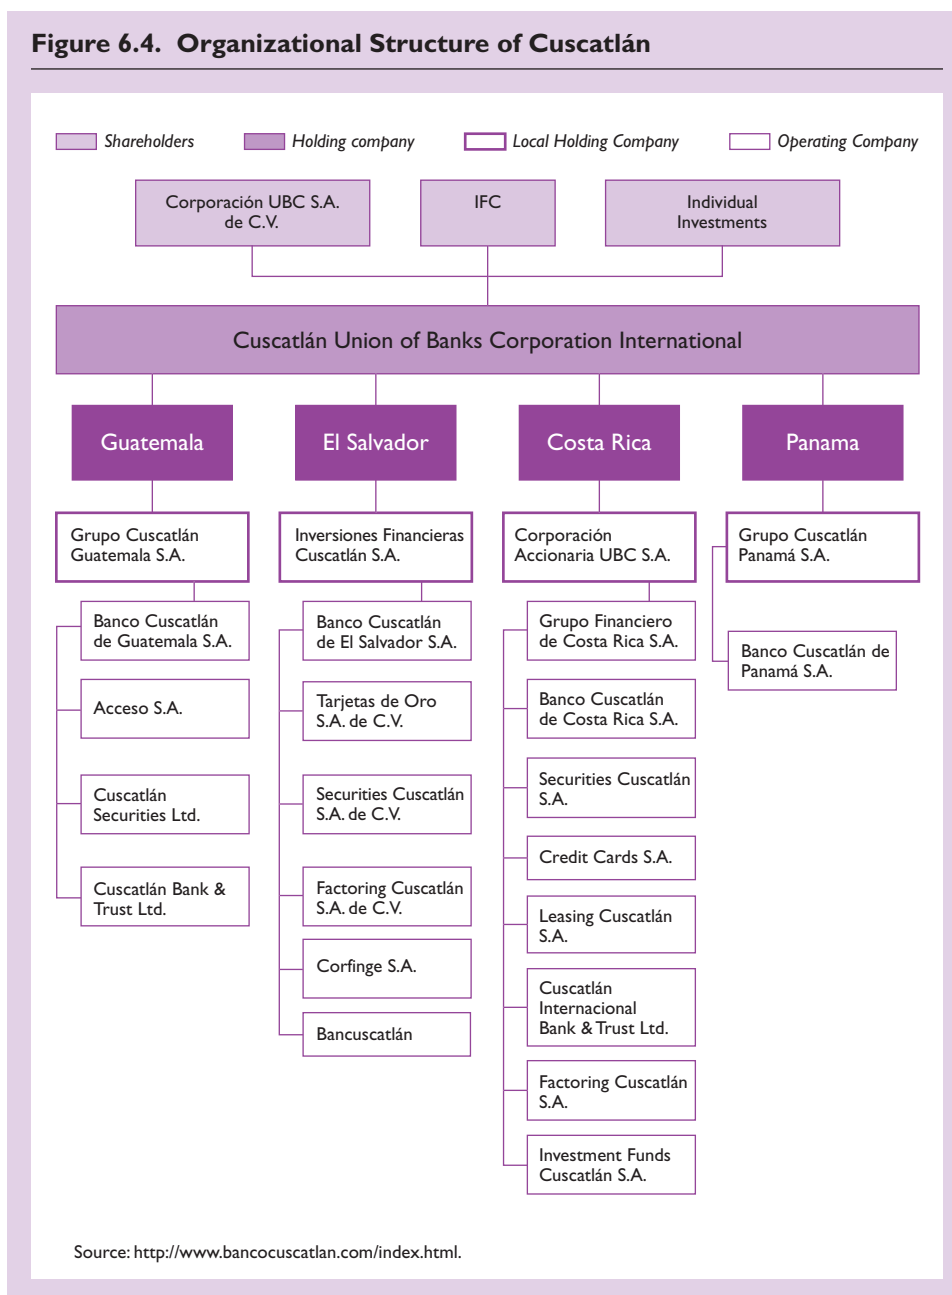 Figure 6.4. Organizational Structure of Cuscatlán
Shareholders
Holding company
Local Holding Company
Operating Company
Corporación UBC S.A.
de C.V.
IFC
Individual
Investments
Cuscatlán Union of Banks Corporation International
Guatemala
El Salvador
Costa Rica
Panama
Grupo Cuscatlán
Guatemala S.A.
Banco Cuscatlán
de Guatemala S.A.
Acceso S.A.
Cuscatlán
Securities Ltd.
Cuscatlán Bank &
Trust Ltd.
Inversiones Financieras
Cuscatlán S.A.
Banco Cuscatlán
de El Salvador S.A.
Tarjetas de Oro
S.A. de C.V.
Securities Cuscatlán
S.A. de C.V.
Factoring Cuscatlán
S.A. de C.V.
Corfinge S.A.
Bancuscatlán
Corporación
Accionaria UBC S.A.
Grupo Financiero
de Costa Rica S.A.
Banco Cuscatlán
de Costa Rica S.A.
Securities Cuscatlán
S.A.
Credit Cards S.A.
Leasing Cuscatlán
S.A.
Cuscatlán
Internacional
Bank & Trust Ltd.
Factoring Cuscatlán
S.A.
Investment Funds
Cuscatlán S.A.
Grupo Cuscatlán
Panamá S.A.
Banco Cuscatlán de
Panamá S.A.
Source: http://www.bancocuscatlan.com/index.html.